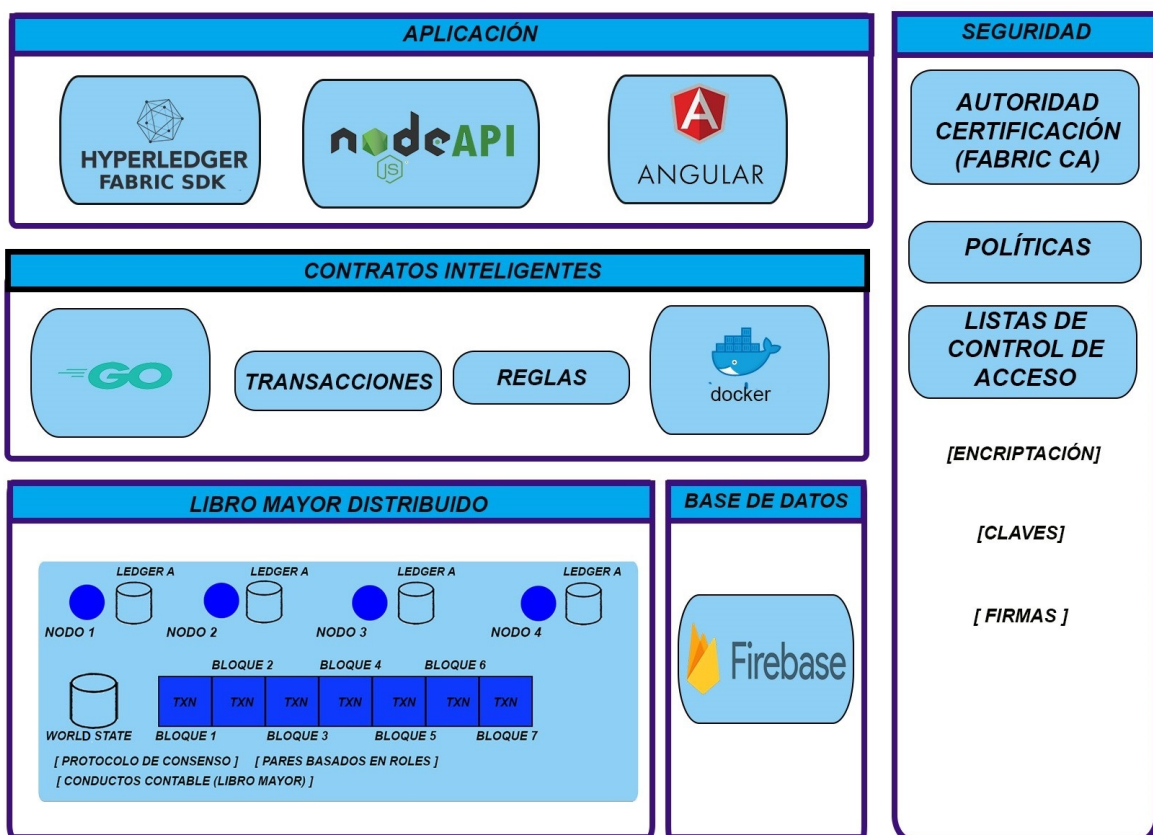 APLICACIÓN
HYPERLEDGER
FABRIC SDK
nodeAPI
JS
ANGULAR
CONTRATOS INTELIGENTES
GO
TRANSACCIONES
REGLAS
docker
LIBRO MAYOR DISTRIBUIDO
LEDGER A
LEDGER A
LEDGER A
LEDGER A
NODO 1
NODO 2
NODO 3
NODO 4
BLOQUE 2
BLOQUE 4
BLOQUE 6
TXN
TXN
TXN
TXN
TXN
TXN
TXN
WORLD STATE
BLOQUE 1
BLOQUE 3
BLOQUE 5
BLOQUE 7
[ PROTOCOLO DE CONSENSO ]
[ PARES BASADOS EN ROLES ]
[ CONDUCTOS CONTABLE (LIBRO MAYOR) ]
BASE DE DATOS
Firebase
SEGURIDAD
AUTORIDAD
CERTIFICACIÓN
(FABRIC CA)
POLÍTICAS
LISTAS DE
CONTROL DE
ACCESO
[ENCRIPTACIÓN]
[CLAVES]
[ FIRMAS ]